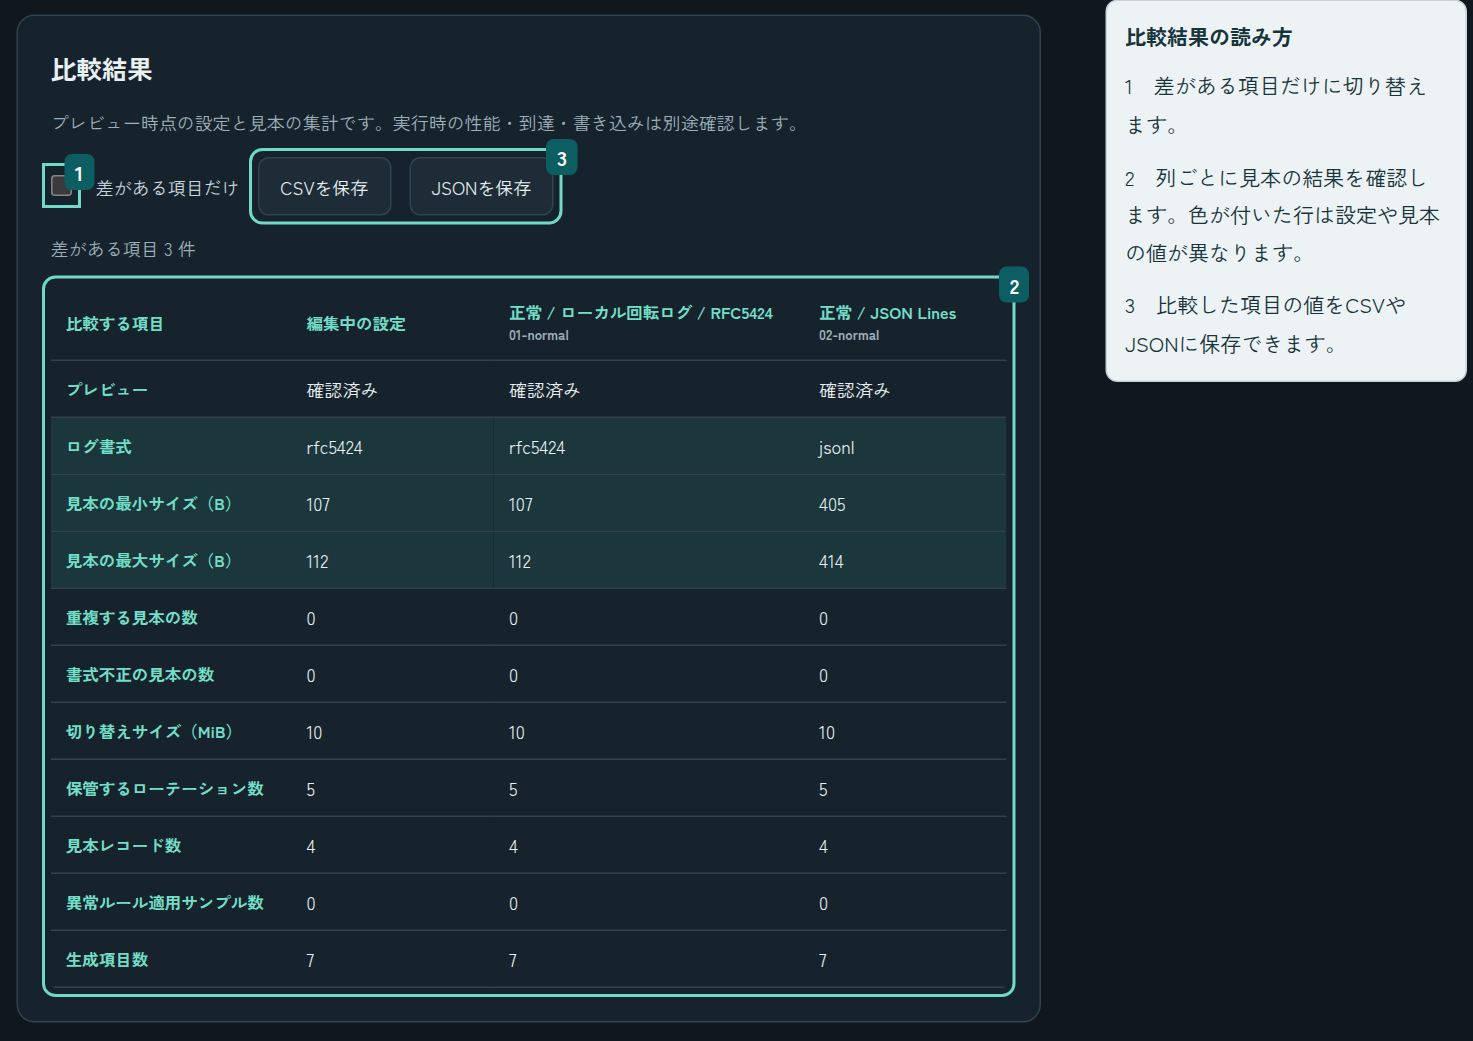 比較結果
プレビュー時点の設定と見本の集計です。実行時の性能・到達・書き込みは別途確認します。
1 差がある項目だけ CSVを保存 JSONを保存 3
差がある項目 3 件
2
比較する項目 編集中の設定 正常 / ローカル回転ログ / RFC5424 正常 / JSON Lines
01-normal 02-normal
プレビュー 確認済み 確認済み 確認済み
ログ書式 rfc5424 rfc5424 jsonl
見本の最小サイズ（B） 107 107 405
見本の最大サイズ（B） 112 112 414
重複する見本の数 0 0 0
書式不正の見本の数 0 0 0
切り替えサイズ（MiB） 10 10 10
保管するローテーション数 5 5 5
見本レコード数 4 4 4
異常ルール適用サンプル数 0 0 0
生成項目数 7 7 7
比較結果の読み方
1 差がある項目だけに切り替え
ます。
2 列ごとに見本の結果を確認し
ます。色が付いた行は設定や見本
の値が異なります。
3 比較した項目の値をCSVや
JSONに保存できます。